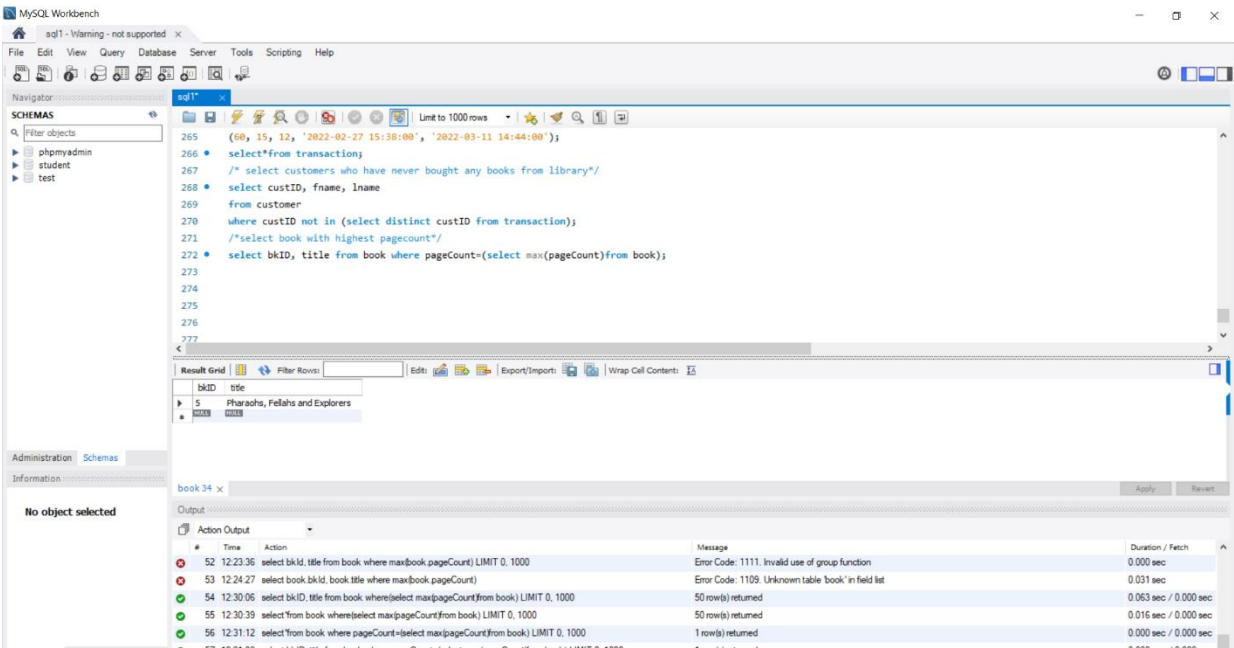 MySQL Workbench
sql1 - Warning - not supported ×
File Edit View Query Database Server Tools Scripting Help
Navigator
sql1* ×
SCHEMAS
Limit to 1000 rows
Filter objects
phpmyadmin
student
test
265 (60, 15, 12, '2022-02-27 15:38:00', '2022-03-11 14:44:00');
266 select*from transaction;
267 /* select customers who have never bought any books from library*/
268 select custID, fname, lname
269 from customer
270 where custID not in (select distinct custID from transaction);
271 /*select book with highest pagecount*/
272 select bkID, title from book where pageCount=(select max(pageCount)from book);
273
274
275
276
277
Result Grid Filter Rows: Edit: Export/Import: Wrap Cell Content:
bkID title
5 Pharaohs, Fellahs and Explorers
NULL NULL
Administration Schemas
Information
No object selected
book 34 ×
Apply Revert
Output
Action Output
# Time Action Message Duration / Fetch
52 12:23:36 select bk.Id, title from book where max(book.pageCount) LIMIT 0, 1000 Error Code: 1111. Invalid use of group function 0.000 sec
53 12:24:27 select book.bkId, book.title where max(book.pageCount) Error Code: 1109. Unknown table 'book' in field list 0.031 sec
54 12:30:06 select bkID, title from book where(select max(pageCount)from book) LIMIT 0, 1000 50 row(s) returned 0.063 sec / 0.000 sec
55 12:30:39 select*from book where(select max(pageCount)from book) LIMIT 0, 1000 50 row(s) returned 0.016 sec / 0.000 sec
56 12:31:12 select*from book where pageCount=(select max(pageCount)from book) LIMIT 0, 1000 1 row(s) returned 0.000 sec / 0.000 sec